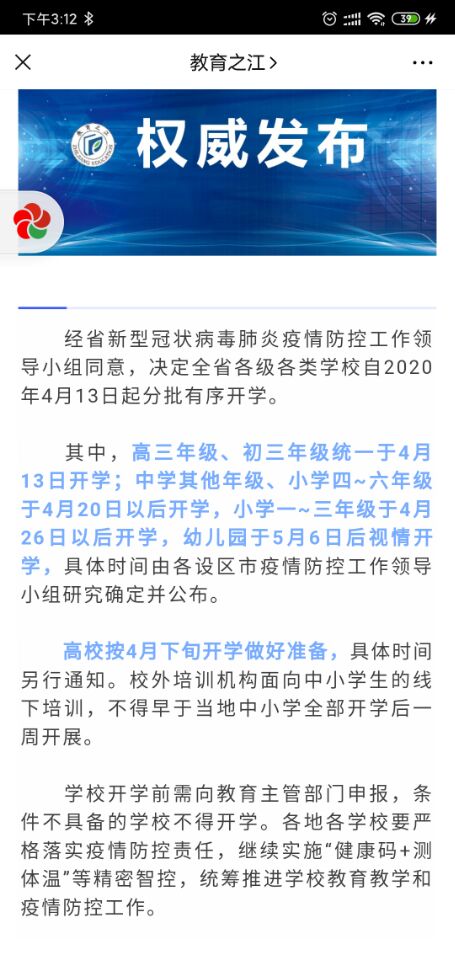 下午3:12
39
教育之江
教育之江
ZHEJIANG EDUCATION
权威发布
经省新型冠状病毒肺炎疫情防控工作领
导小组同意，决定全省各级各类学校自2020
年4月13日起分批有序开学。
其中，高三年级、初三年级统一于4月
13日开学；中学其他年级、小学四~六年级
于4月20日以后开学，小学一~三年级于4月
26日以后开学，幼儿园于5月6日后视情开
学，具体时间由各设区市疫情防控工作领导
小组研究确定并公布。
高校按4月下旬开学做好准备，具体时间
另行通知。校外培训机构面向中小学生的线
下培训，不得早于当地中小学全部开学后一
周开展。
学校开学前需向教育主管部门申报，条
件不具备的学校不得开学。各地各学校要严
格落实疫情防控责任，继续实施“健康码+测
体温”等精密智控，统筹推进学校教育教学和
疫情防控工作。